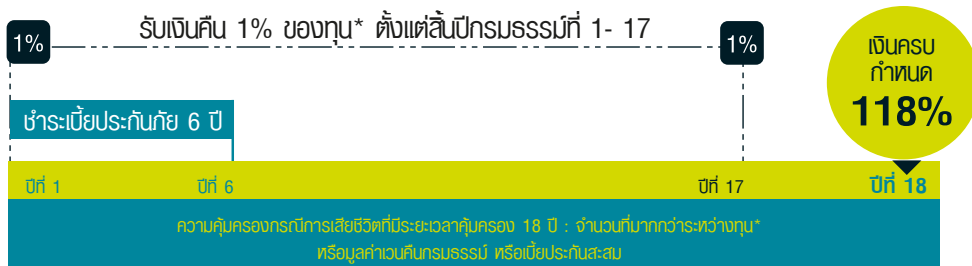 รับเงินคืน 1% ของทุน* ตั้งแต่สิ้นปีกรมธรรม์ที่ 1- 17
1%
1%
เงินครบ
กำหนด
118%
ชำระเบี้ยประกันภัย 6 ปี
ปีที่ 1
ปีที่ 6
ปีที่ 17
ปีที่ 18
ความคุ้มครองกรณีการเสียชีวิตที่มีระยะเวลาคุ้มครอง 18 ปี : จำนวนที่มากกว่าระหว่างทุน*
หรือมูลค่าเวนคืนกรมธรรม์ หรือเบี้ยประกันสะสม